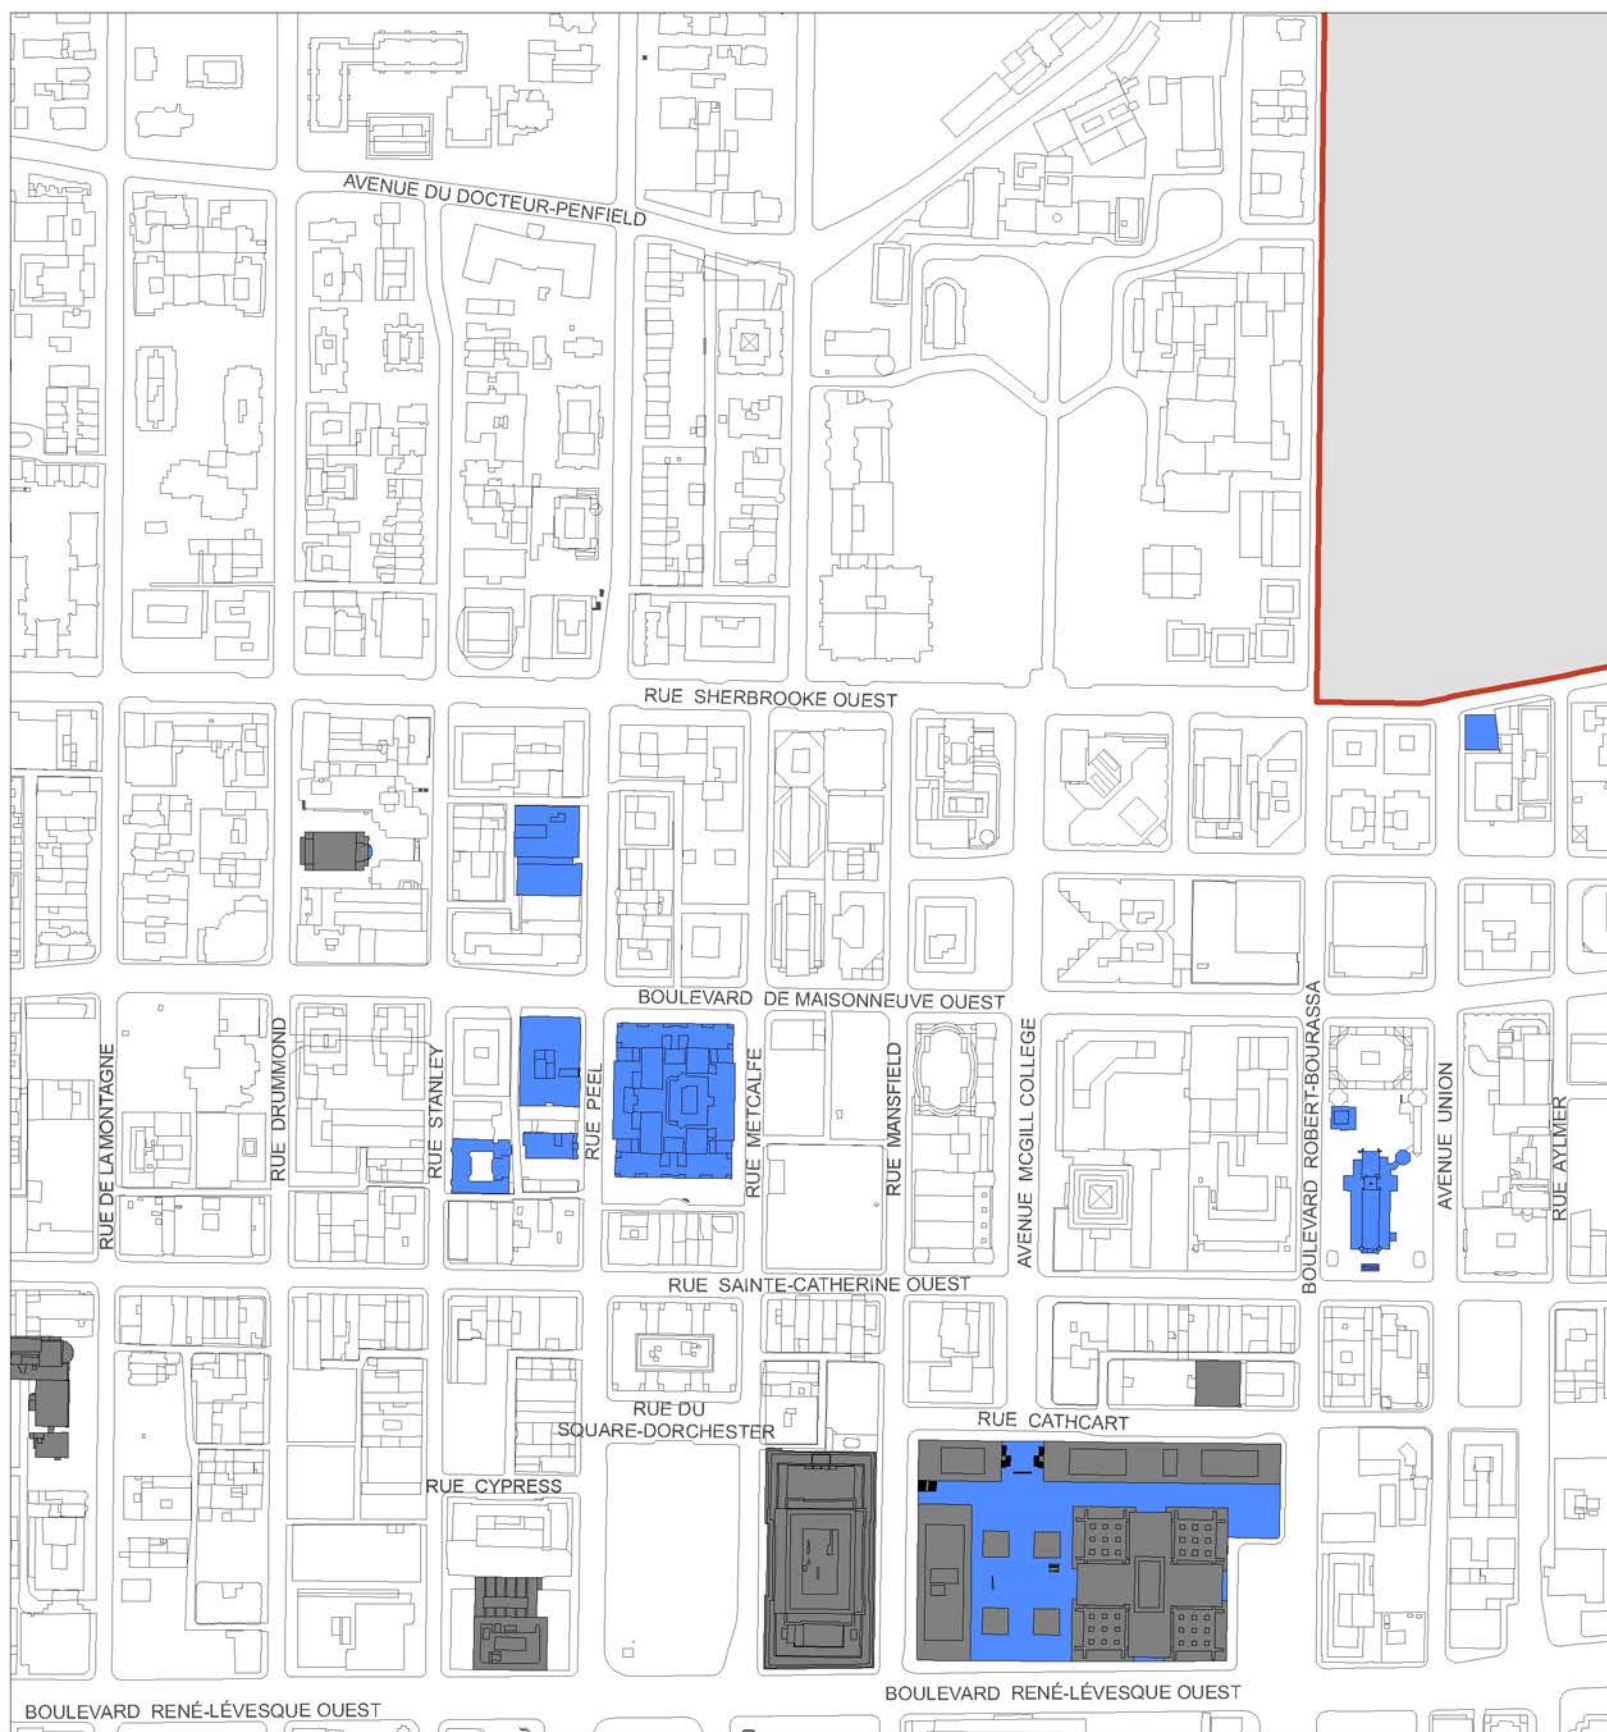 AVENUE DU DOCTEUR-PENFIELD
RUE SHERBROOKE OUEST
BOULEVARD DE MAISONNEUVE OUEST
RUE DE LA MONTAGNE
RUE DRUMMOND
RUE STANLEY
RUE PEEL
RUE METCALFE
RUE MANSFIELD
AVENUE MCGILL COLLEGE
BOULEVARD ROBERT-BOURASSA
AVENUE UNION
RUE AYLMER
RUE SAINTE-CATHERINE OUEST
RUE DU
SQUARE-DORCHESTER
RUE CATHCART
RUE CYPRESS
BOULEVARD RENÉ-LÉVESQUE OUEST
BOULEVARD RENÉ-LÉVESQUE OUEST